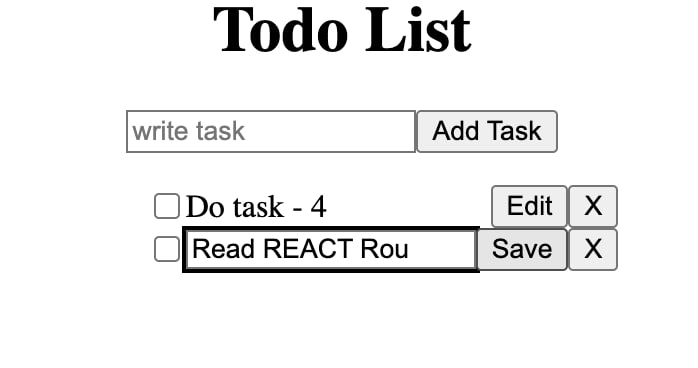 Todo List
write task Add Task
Do task - 4 Edit X
Read REACT Rou Save X